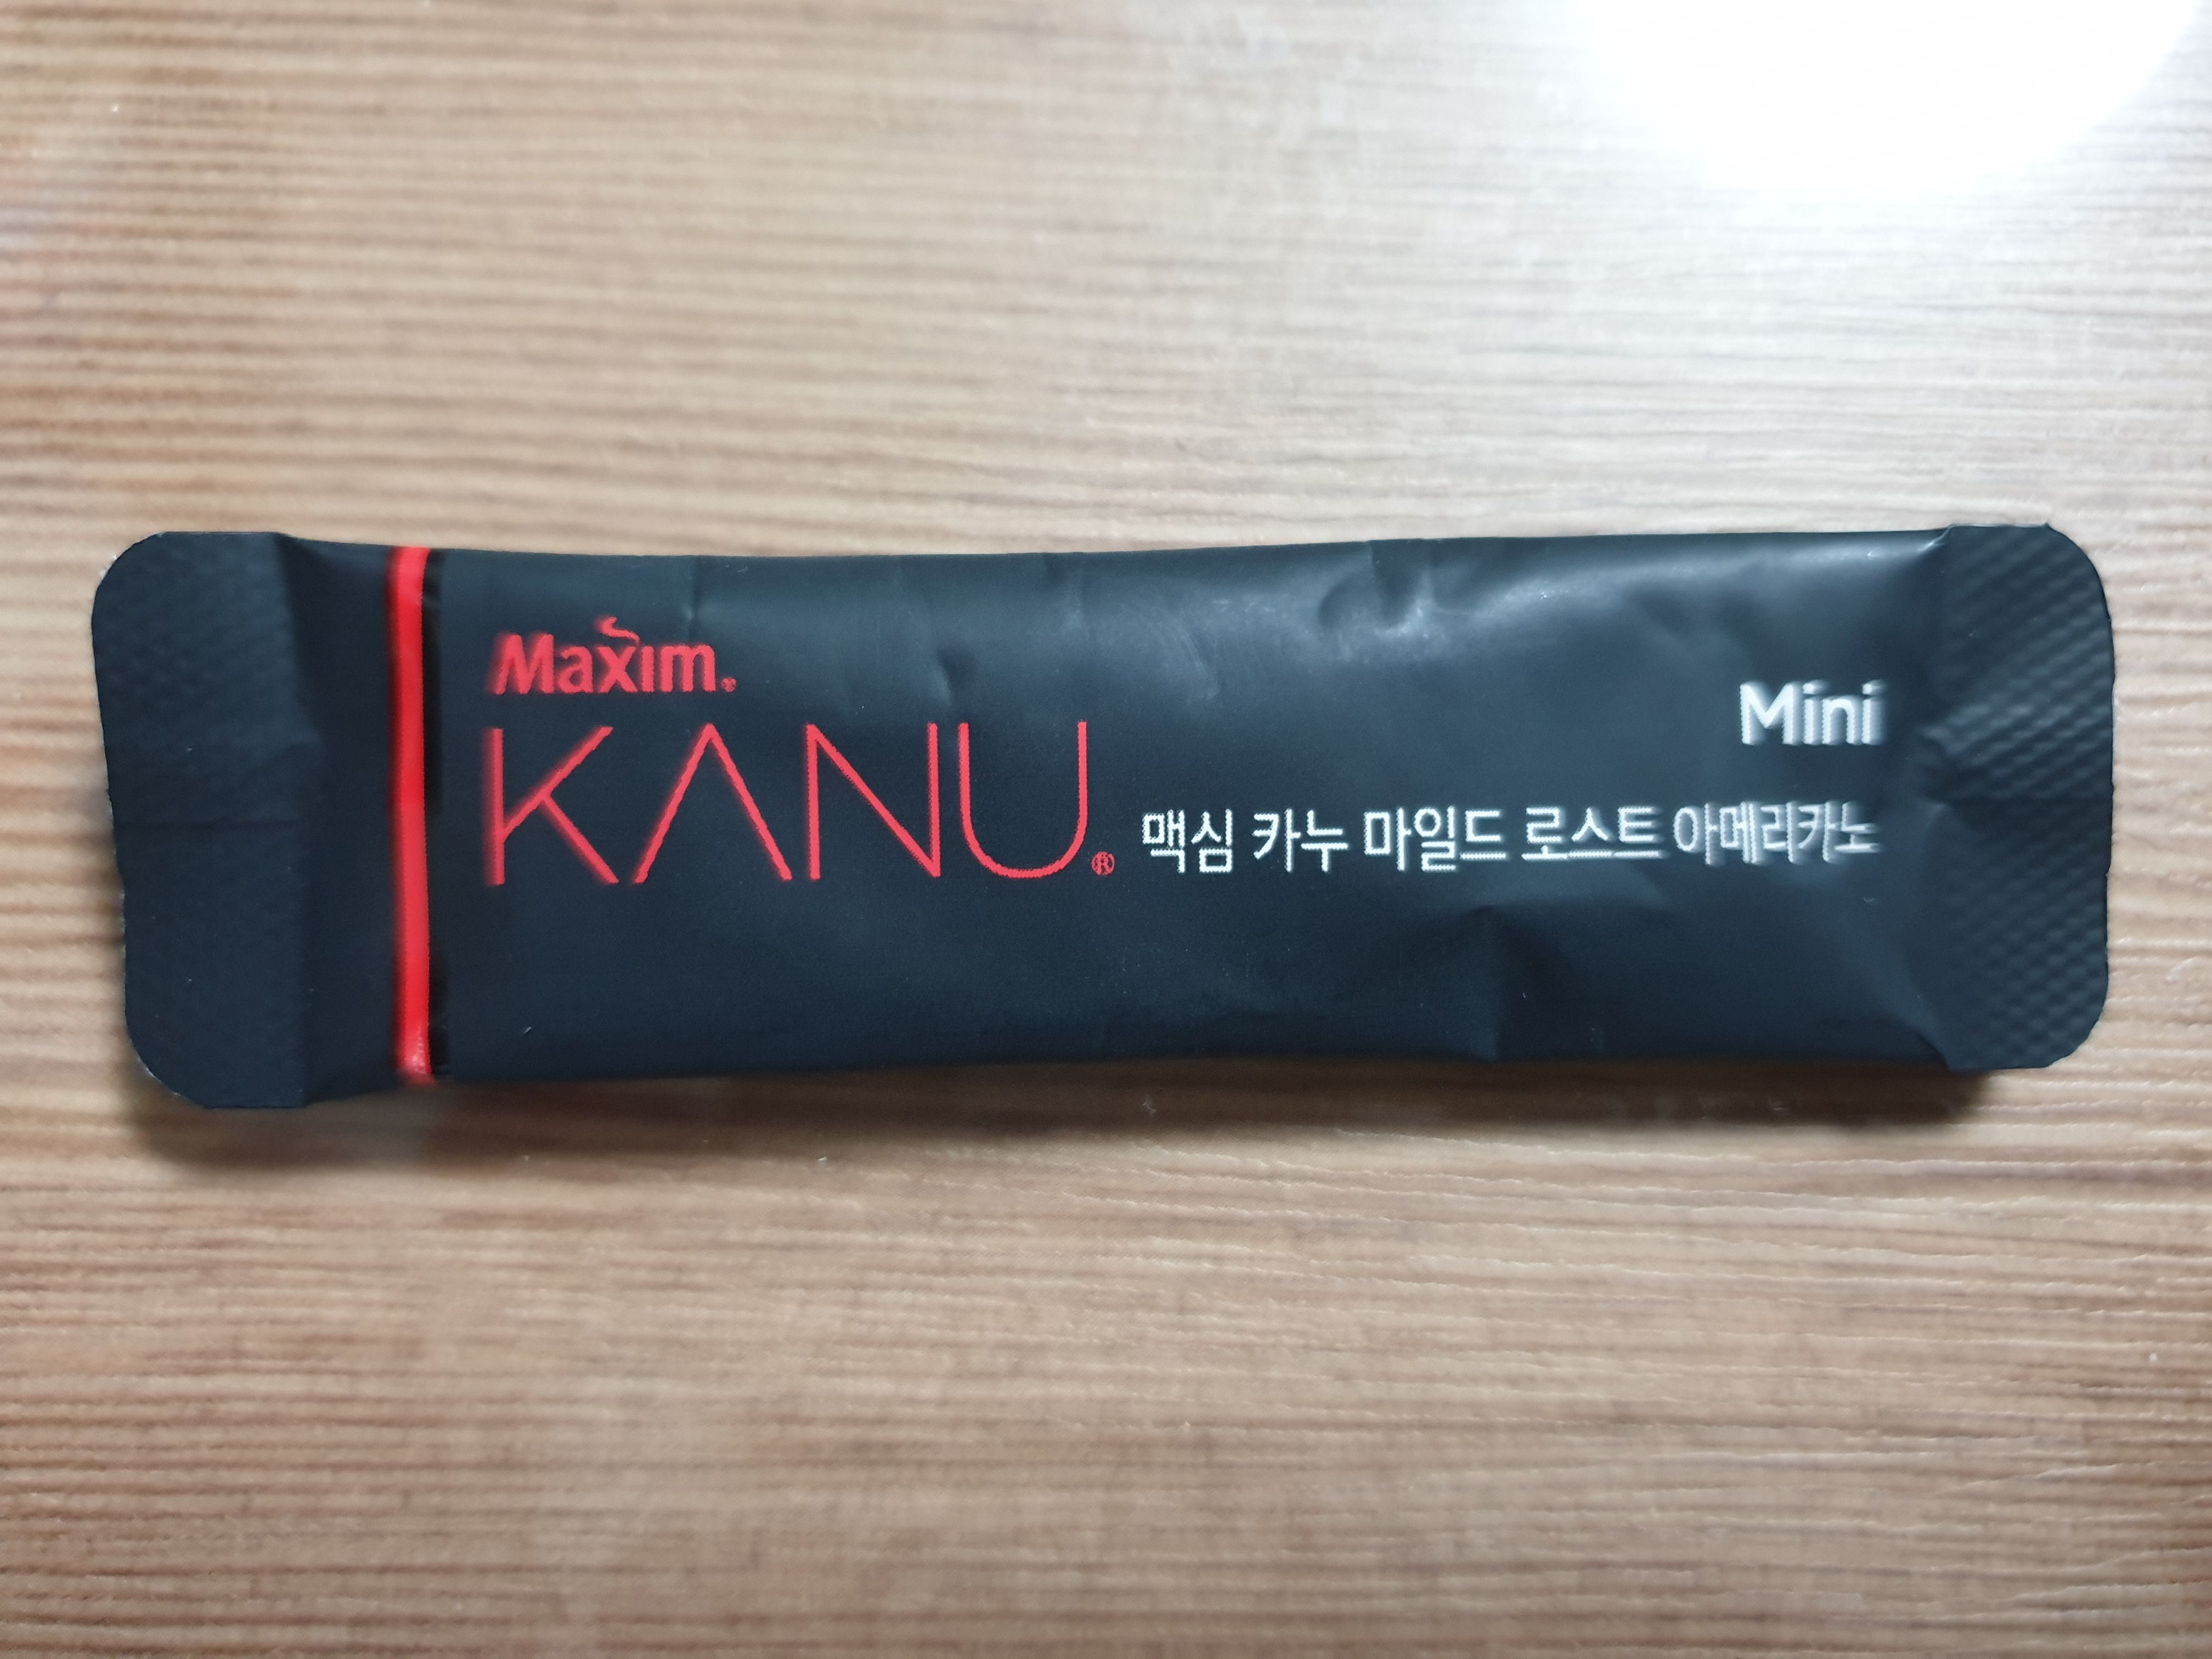 Maxim®
KANU®
Mini
맥심 카누 마일드 로스트 아메리카노